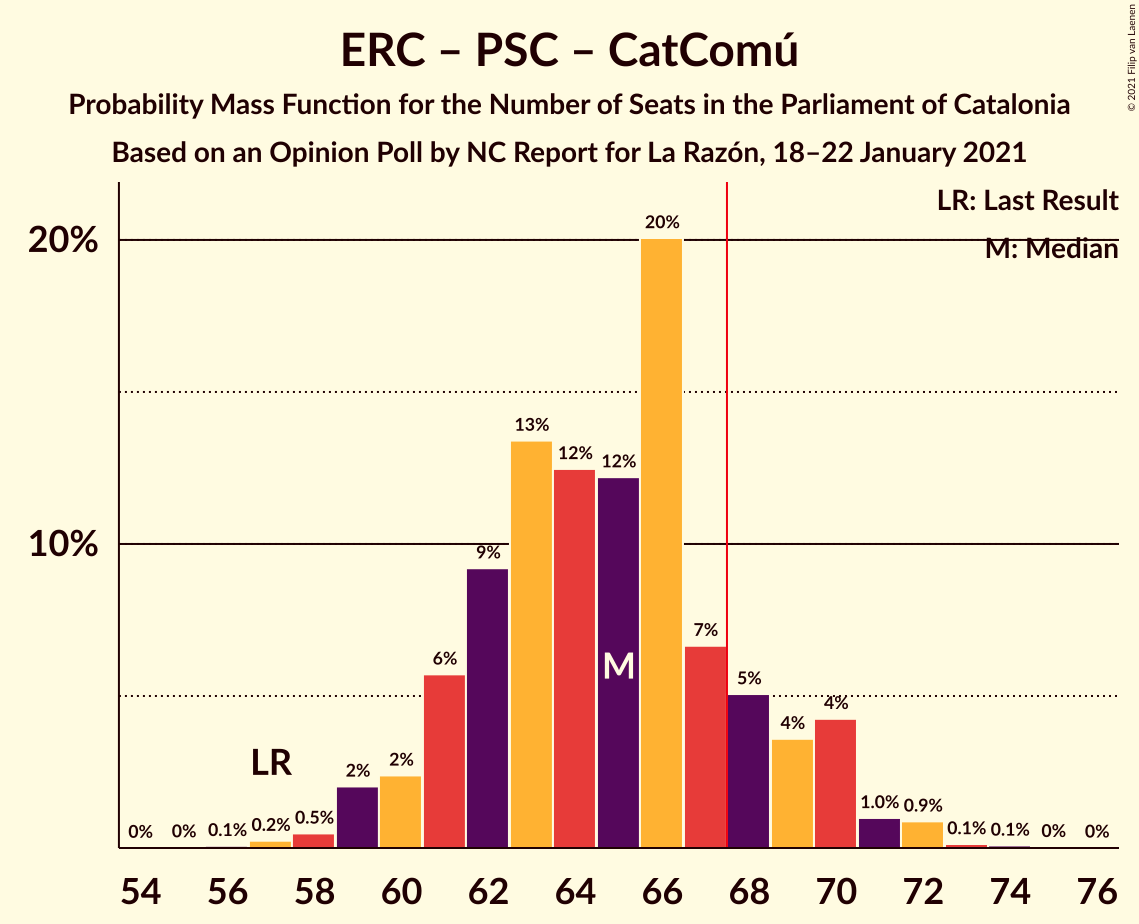 ERC – PSC – CatComú
Probability Mass Function for the Number of Seats in the Parliament of Catalonia
Based on an Opinion Poll by NC Report for La Razón, 18–22 January 2021
© 2021 Filip van Laenen
LR: Last Result
M: Median
20%
10%
0% 0% 0.1% 0.2% 0.5% 2% 2% 6% 9% 13% 12% 12% 20% 7% 5% 4% 4% 1.0% 0.9% 0.1% 0.1% 0% 0%
LR
M
54 56 58 60 62 64 66 68 70 72 74 76